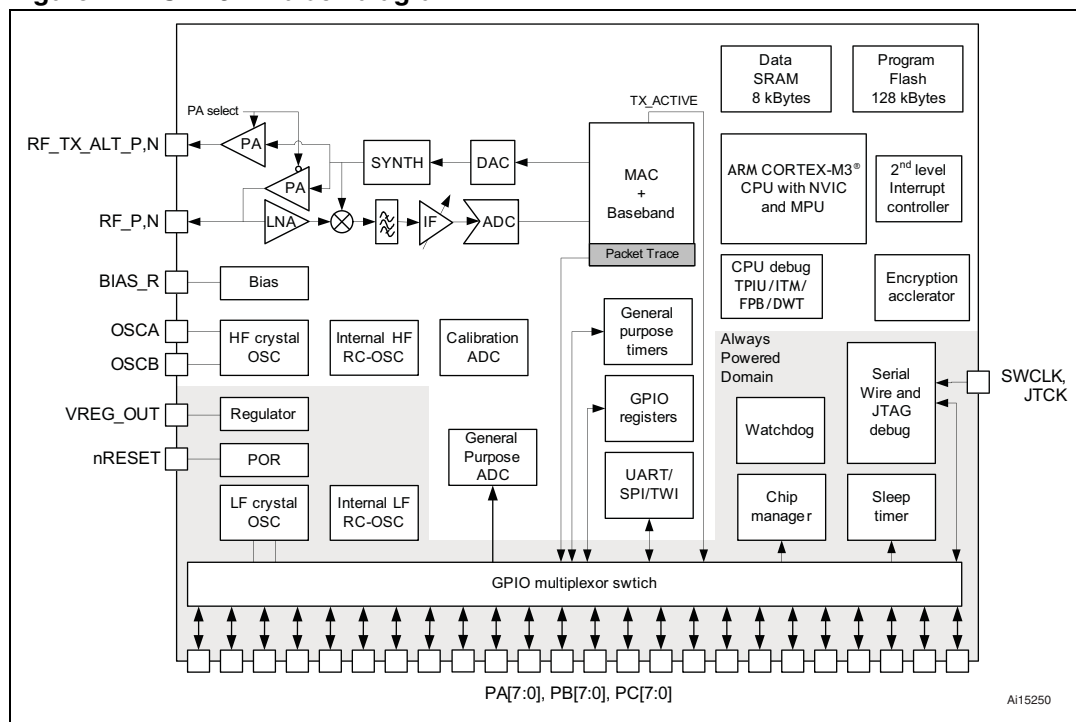 Data
SRAM
8 kBytes
Program
Flash
128 kBytes
PA select
TX_ACTIVE
RF_TX_ALT_P,N
PA
SYNTH
DAC
MAC
+
Baseband
ARM CORTEX-M3®
CPU with NVIC
and MPU
2nd level
Interrupt
controller
PA
RF_P,N
LNA
IF
ADC
Packet Trace
BIAS_R
Bias
CPU debug
TPIU/ITM/
FPB/DWT
Encryption
acclerator
OSCA
OSCB
HF crystal
OSC
Internal HF
RC-OSC
Calibration
ADC
General
purpose
timers
Always
Powered
Domain
Serial
Wire and
JTAG
debug
SWCLK,
JTCK
VREG_OUT
Regulator
GPIO
registers
Watchdog
nRESET
POR
General
Purpose
ADC
UART/
SPI/TWI
LF crystal
OSC
Internal LF
RC-OSC
Chip
manager
Sleep
timer
GPIO multiplexor swtich
PA[7:0], PB[7:0], PC[7:0]
Ai15250